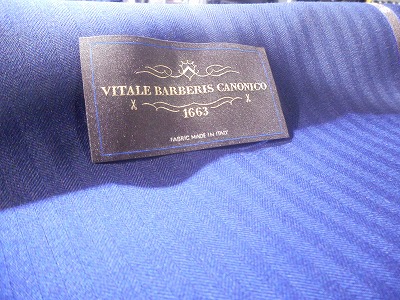 VITALE BARBERIS CANONICO
1663
FABRIC MADE IN ITALY